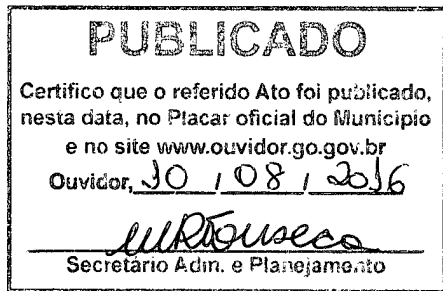 PUBLICADO
Certifico que o referido Ato foi publicado,
nesta data, no Placar oficial do Município
e no site www.ouvidor.go.gov.br
Ouvidor, 30 / 08 / 2016
Secretário Adm. e Planejamento